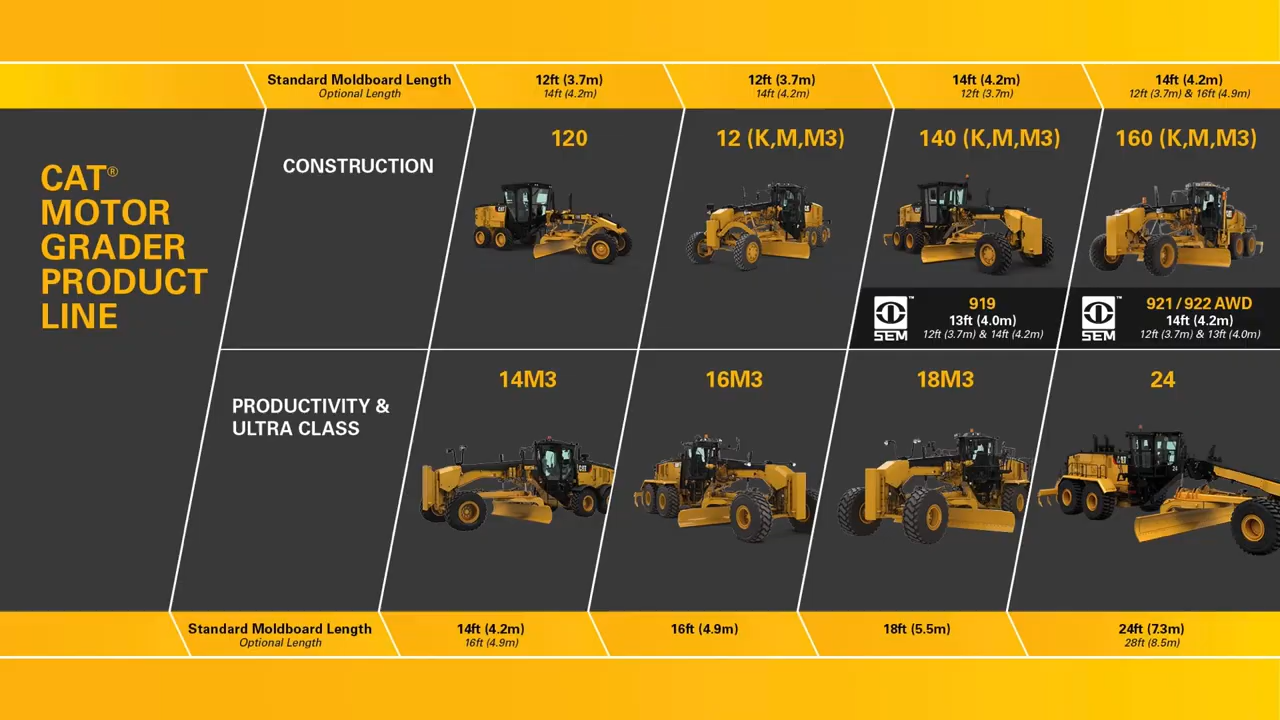 Standard Moldboard Length
Optional Length
12ft (3.7m)
14ft (4.2m)
12ft (3.7m)
14ft (4.2m)
14ft (4.2m)
12ft (3.7m)
14ft (4.2m)
12ft (3.7m) & 16ft (4.9m)
CAT®
MOTOR
GRADER
PRODUCT
LINE
CONSTRUCTION
120
12 (K,M,M3)
140 (K,M,M3)
160 (K,M,M3)
SEM™
919
13ft (4.0m)
12ft (3.7m) & 14ft (4.2m)
SEM™
921 / 922 AWD
14ft (4.2m)
12ft (3.7m) & 13ft (4.0m)
PRODUCTIVITY &
ULTRA CLASS
14M3
16M3
18M3
24
Standard Moldboard Length
Optional Length
14ft (4.2m)
16ft (4.9m)
16ft (4.9m)
18ft (5.5m)
24ft (7.3m)
28ft (8.5m)